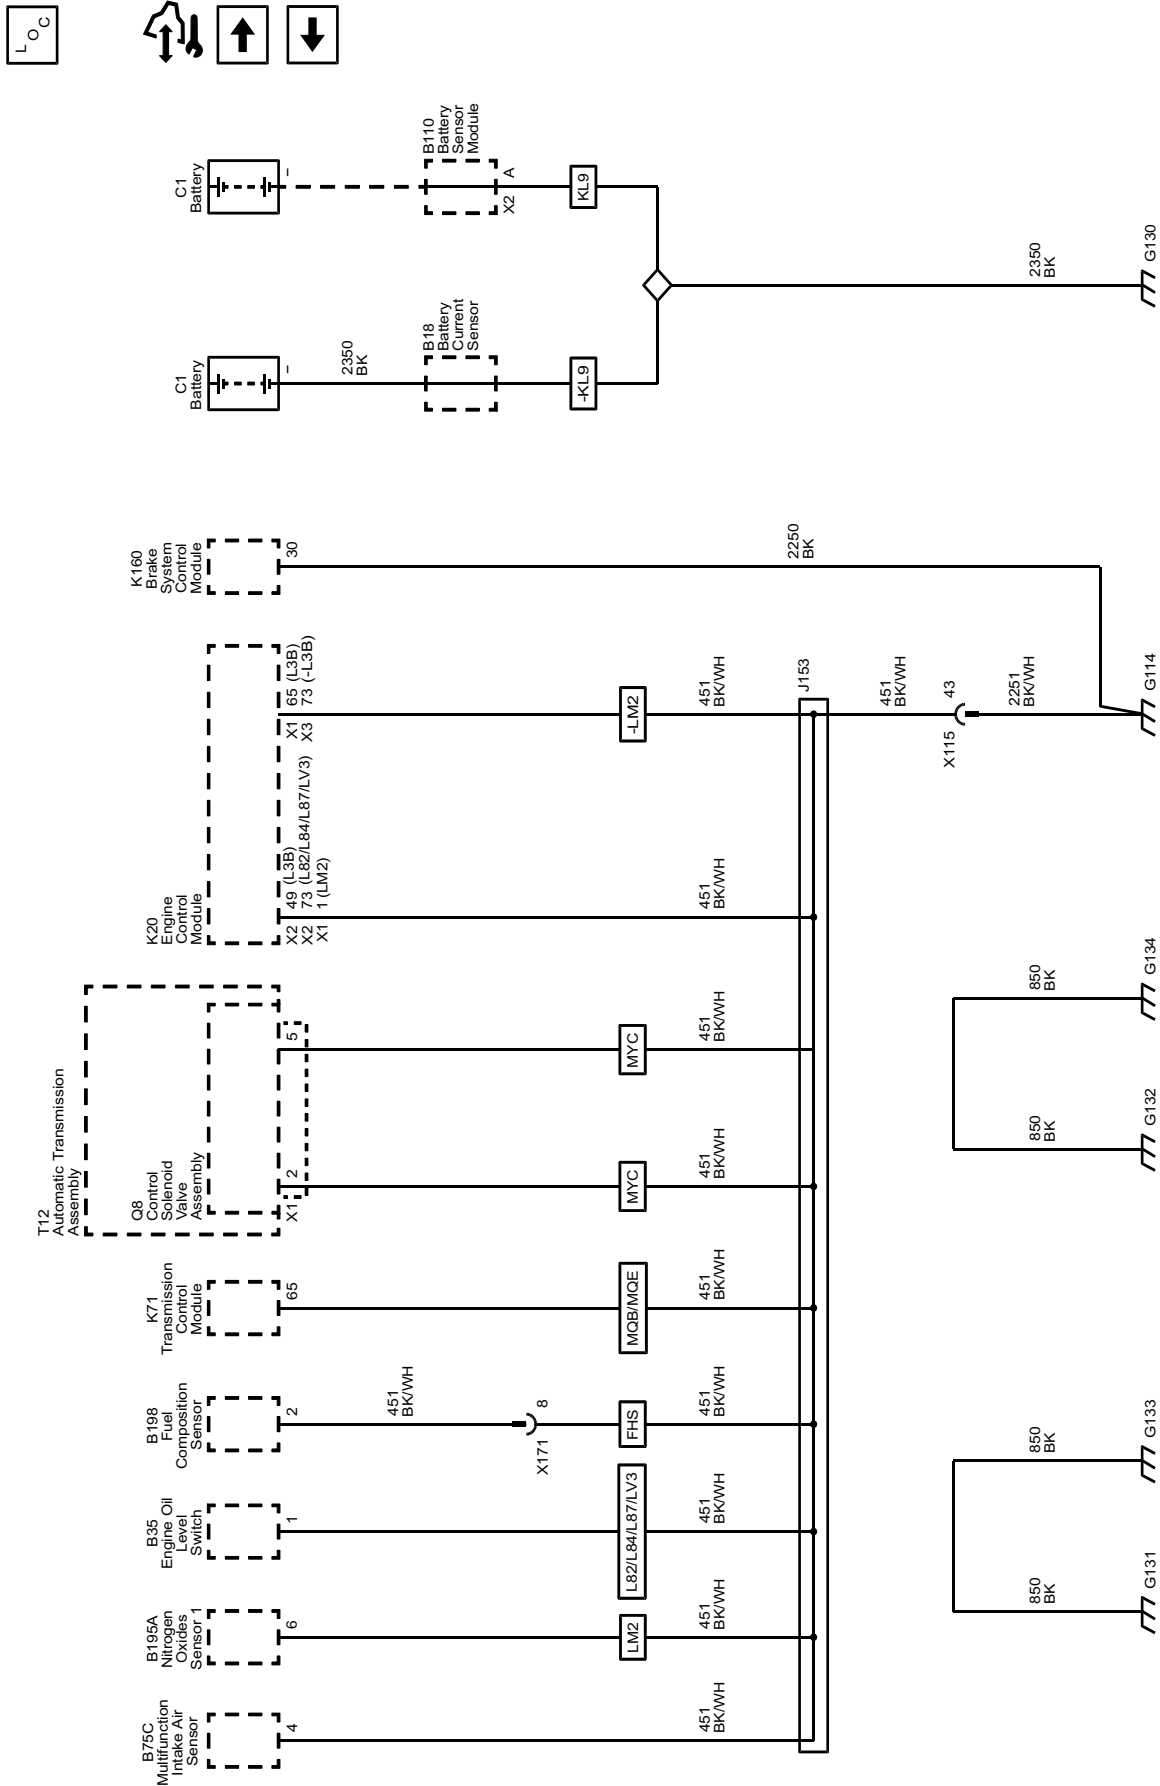 L O C
B75C
Multifunction
Intake Air
Sensor
4
451
BK/WH
B195A
Nitrogen
Oxides
Sensor 1
6
LM2
451
BK/WH
B35
Engine Oil
Level
Switch
1
L82/L84/L87/LV3
451
BK/WH
B198
Fuel
Composition
Sensor
2
451
BK/WH
X171
8
FHS
451
BK/WH
K71
Transmission
Control
Module
65
MQB/MQE
451
BK/WH
T12
Automatic Transmission
Assembly
Q8
Control
Solenoid
Valve
Assembly
X1
2
5
MYC
451
BK/WH
MYC
451
BK/WH
K20
Engine
Control
Module
X2 49 (L3B)
X2 73 (L82/L84/L87/LV3)
X1 1 (LM2)
451
BK/WH
X1 65 (L3B)
X3 73 (-L3B)
-LM2
451
BK/WH
J153
451
BK/WH
X115
43
2251
BK/WH
G114
K160
Brake
System
Control
Module
30
2250
BK
C1
Battery
–
2350
BK
B18
Battery
Current
Sensor
-KL9
C1
Battery
–
B110
Battery
Sensor
Module
X2
A
KL9
2350
BK
G130
850
BK
G131
850
BK
G133
850
BK
G132
850
BK
G134